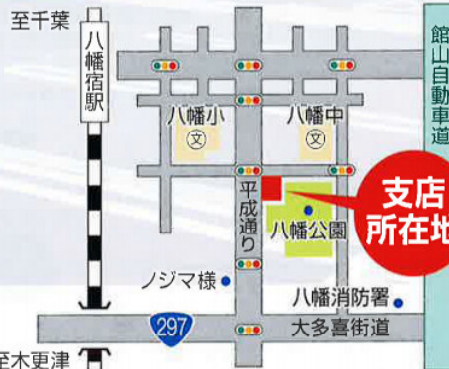 至千葉
八幡宿駅
館山自動車道
八幡小
文
八幡中
文
平成通り
支店
所在地
八幡公園
ノジマ様
八幡消防署
297
大多喜街道
至木更津